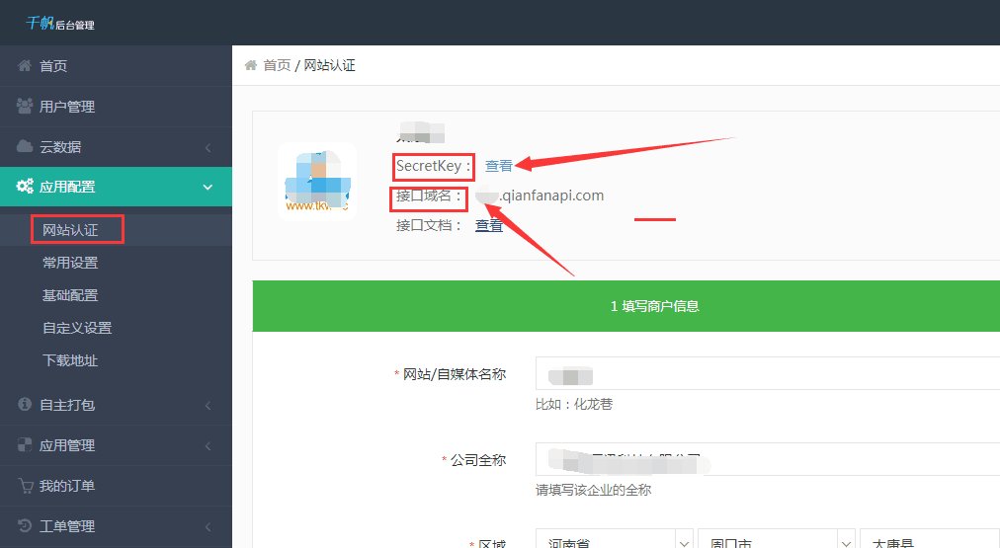 千帆后台管理
首页
用户管理
云数据
应用配置
网站认证
常用设置
基础配置
自定义设置
下载地址
自主打包
应用管理
我的订单
工单管理
首页 / 网站认证
SecretKey： 查看
接口域名： .qianfanapi.com
接口文档： 查看
www.tkw
1 填写商户信息
* 网站/自媒体名称
比如：化龙巷
* 公司全称
请填写该企业的全称
* 区域 河南省 周口市 太康县